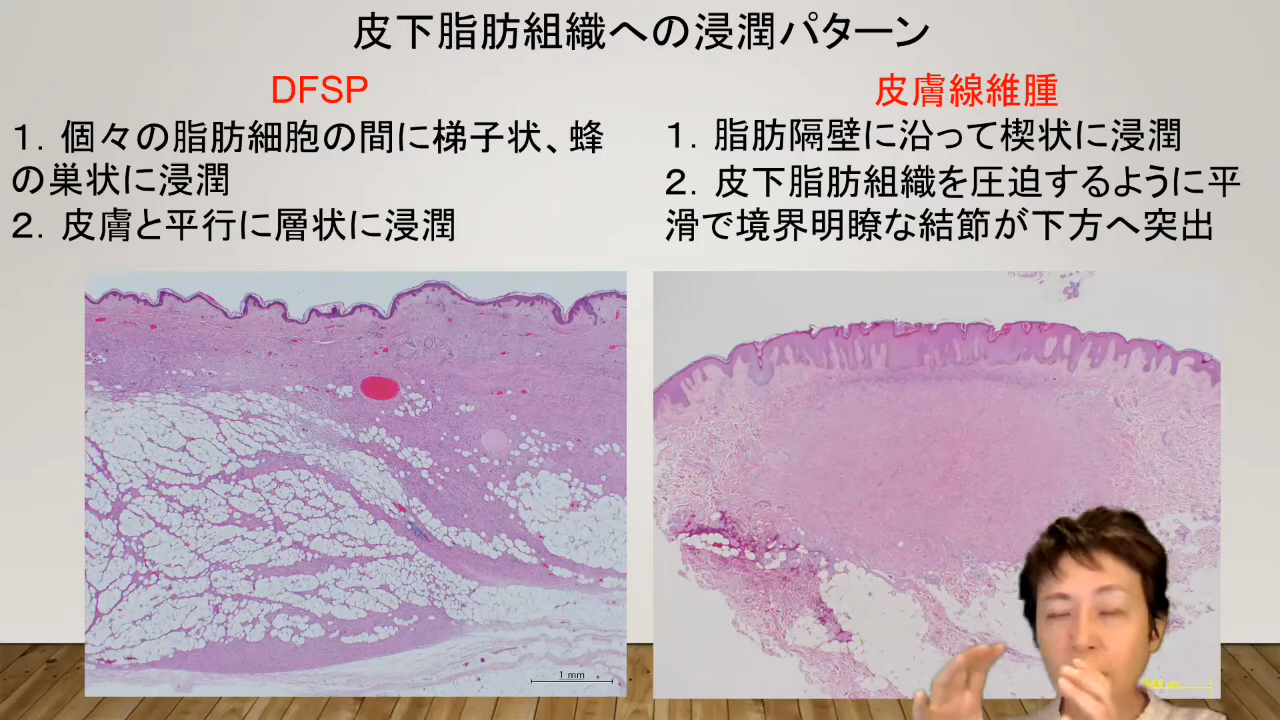 皮下脂肪組織への浸潤パターン
DFSP
1．個々の脂肪細胞の間に梯子状、蜂
の巣状に浸潤
2．皮膚と平行に層状に浸潤
皮膚線維腫
1．脂肪隔壁に沿って楔状に浸潤
2．皮下脂肪組織を圧迫するように平
滑で境界明瞭な結節が下方へ突出
1 mm